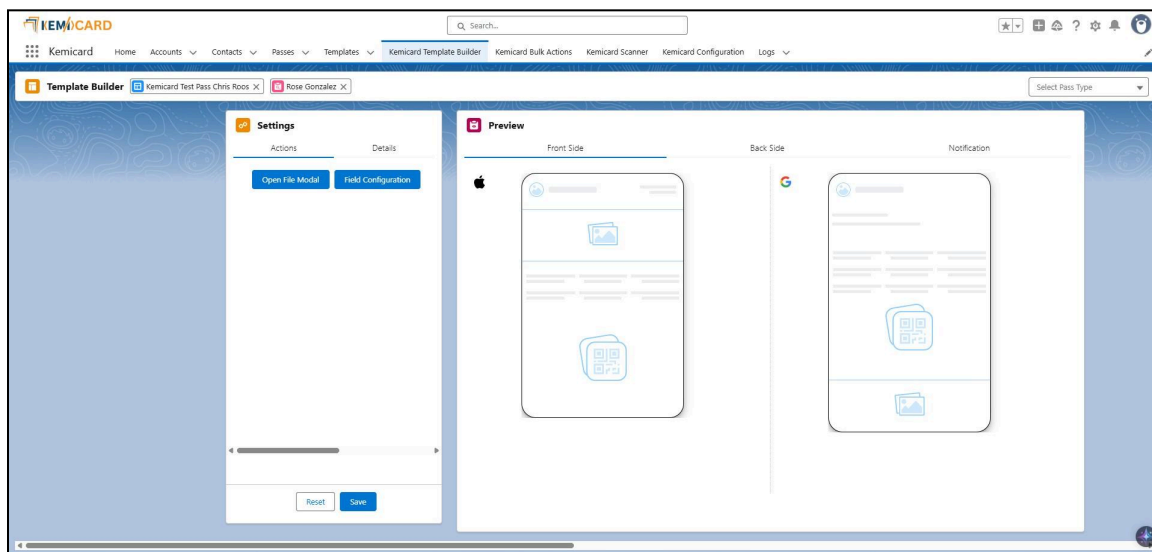 KEMICARD
Search...
Kemicard Home Accounts Contacts Passes Templates Kemicard Template Builder Kemicard Bulk Actions Kemicard Scanner Kemicard Configuration Logs
Template Builder Kemicard Test Pass Chris Roos Rose Gonzalez Select Pass Type
Settings
Actions Details
Open File Modal Field Configuration
Reset Save
Preview
Front Side Back Side Notification